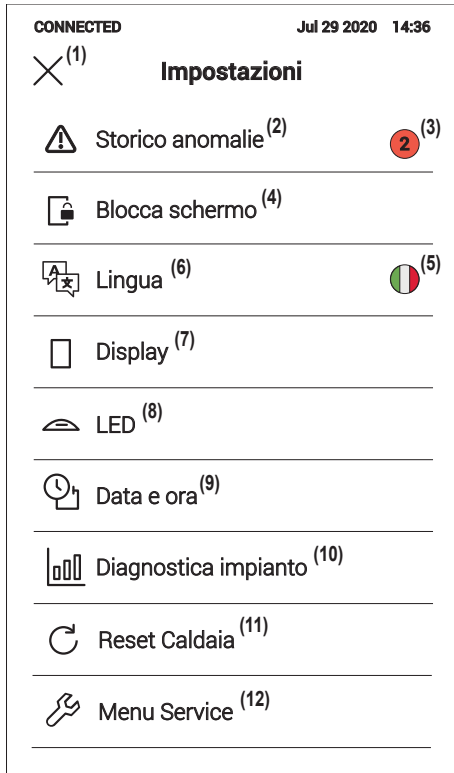 CONNECTED Jul 29 2020 14:36
(1) Impostazioni
Storico anomalie (2) 2 (3)
Blocca schermo (4)
A Lingua (6) (5)
Display (7)
LED (8)
Data e ora (9)
Diagnostica impianto (10)
Reset Caldaia (11)
Menu Service (12)